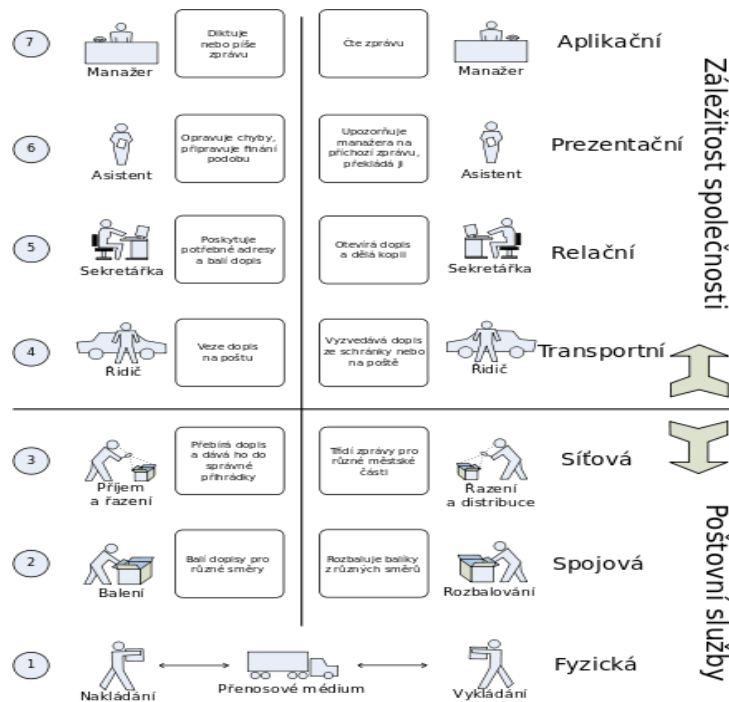 7
Diktuje
nebo píše
zprávu
Čte zprávu
Manažer
Manažer
Aplikační
6
Opravuje chyby,
připravuje finání
podobu
Upozorňuje
manažera na
příchozí zprávu,
překládá ji
Asistent
Asistent
Prezentační
5
Poskytuje
potřebné adresy
a balí dopis
Otevírá dopis
a dělá kopii
Sekretářka
Sekretářka
Relační
4
Veze dopis
na poštu
Vyzvedává dopis
ze schránky nebo
na poště
Řidič
Řidič
Transportní
Záležitost společnosti
3
Přebírá dopis
a dává ho do
správné
přihrádky
Třídí zprávy pro
různé městské
části
Příjem
a řazení
Řazení
a distribuce
Síťová
2
Balí dopisy pro
různé směry
Rozbaluje balíky
z různých směrů
Balení
Rozbalování
Spojová
1
Nakládání
Přenosové médium
Vykládání
Fyzická
Poštovní služby